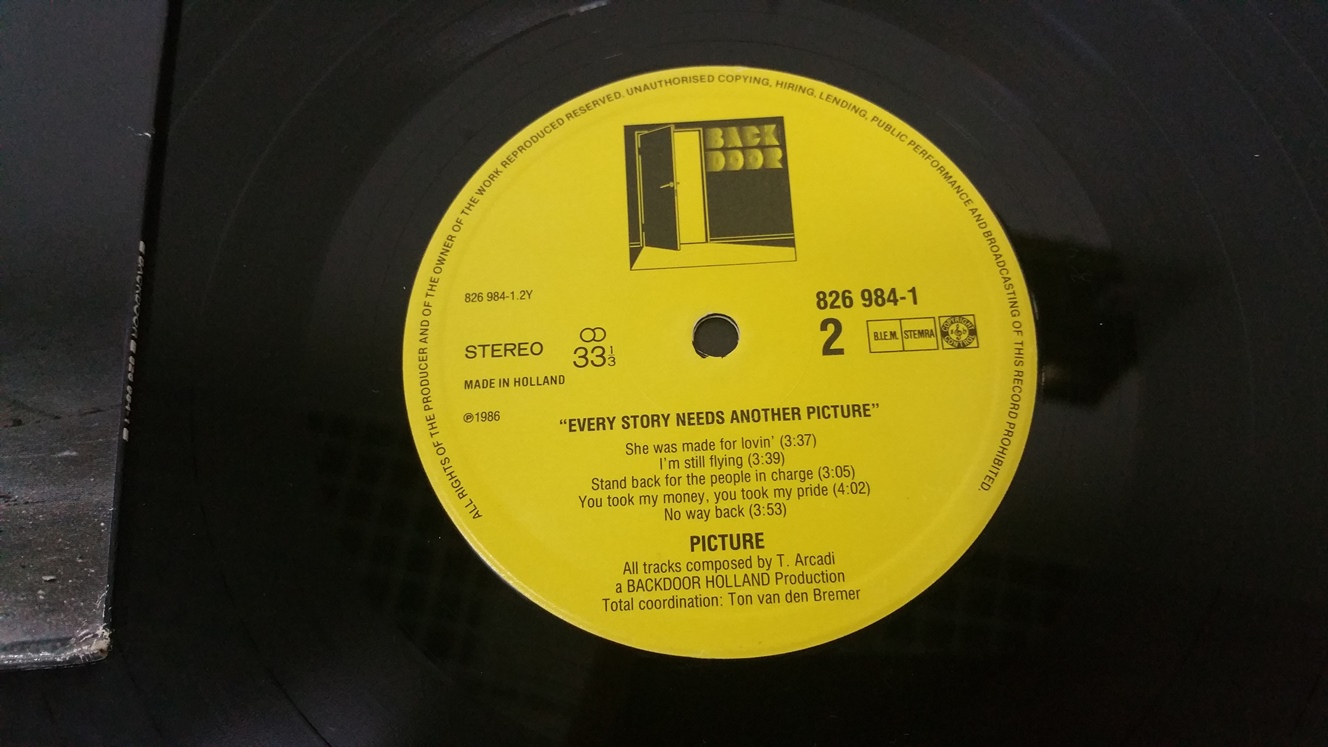 ALL RIGHTS OF THE PRODUCER AND OF THE OWNER OF THE WORK REPRODUCED RESERVED. UNAUTHORISED COPYING, HIRING, LENDING, PUBLIC PERFORMANCE AND BROADCASTING OF THIS RECORD PROHIBITED.
BACK
DOOR
826 984-1.2Y
826 984-1
STEREO
33 1/3
2
B.I.E.M.
STEMRA
COPYRIGHT CONTROL
MADE IN HOLLAND
℗1986
“EVERY STORY NEEDS ANOTHER PICTURE”
She was made for lovin' (3:37)
I'm still flying (3:39)
Stand back for the people in charge (3:05)
You took my money, you took my pride (4:02)
No way back (3:53)
PICTURE
All tracks composed by T. Arcadi
a BACKDOOR HOLLAND Production
Total coordination: Ton van den Bremer